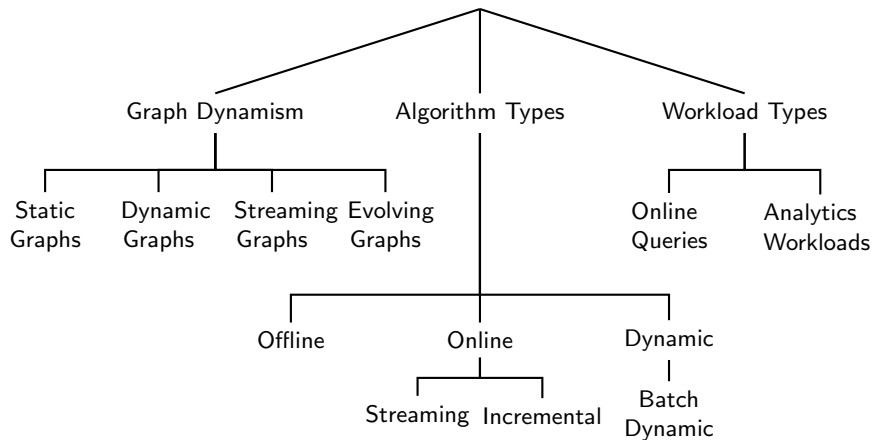 Graph Dynamism
Algorithm Types
Workload Types
Static
Graphs
Dynamic
Graphs
Streaming
Graphs
Evolving
Graphs
Online
Queries
Analytics
Workloads
Offline
Online
Dynamic
Streaming
Incremental
Batch
Dynamic